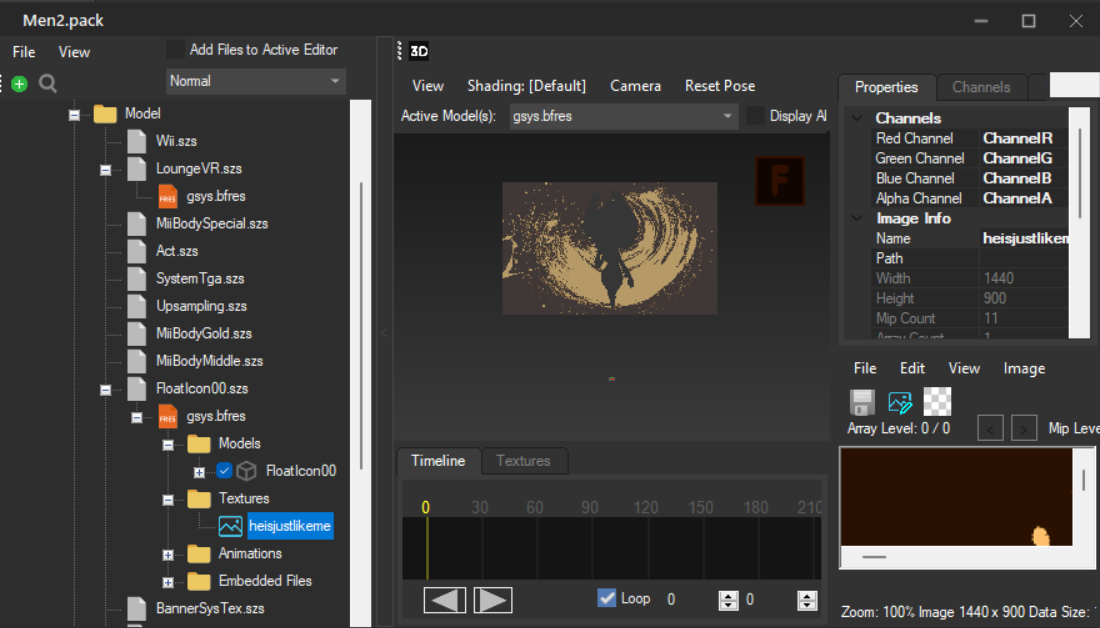 Men2.pack
File View
Add Files to Active Editor
Normal
Model
Wii.szs
LoungeVR.szs
FRES gsys.bfres
MiiBodySpecial.szs
Act.szs
SystemTga.szs
Upsampling.szs
MiiBodyGold.szs
MiiBodyMiddle.szs
FloatIcon00.szs
FRES gsys.bfres
Models
FloatIcon00
Textures
heisjustlikeme
Animations
Embedded Files
BannerSysTex.szs
3D
View Shading: [Default] Camera Reset Pose
Active Model(s): gsys.bfres Display Al
F
Timeline Textures
0 30 60 90 120 150 180 210
Loop 0 0
Properties Channels
Channels
Red Channel ChannelR
Green Channel ChannelG
Blue Channel ChannelB
Alpha Channel ChannelA
Image Info
Name heisjustlikem
Path
Width 1440
Height 900
Mip Count 11
Array Count 1
File Edit View Image
Array Level: 0 / 0 < > Mip Leve
Zoom: 100% Image 1440 x 900 Data Size: